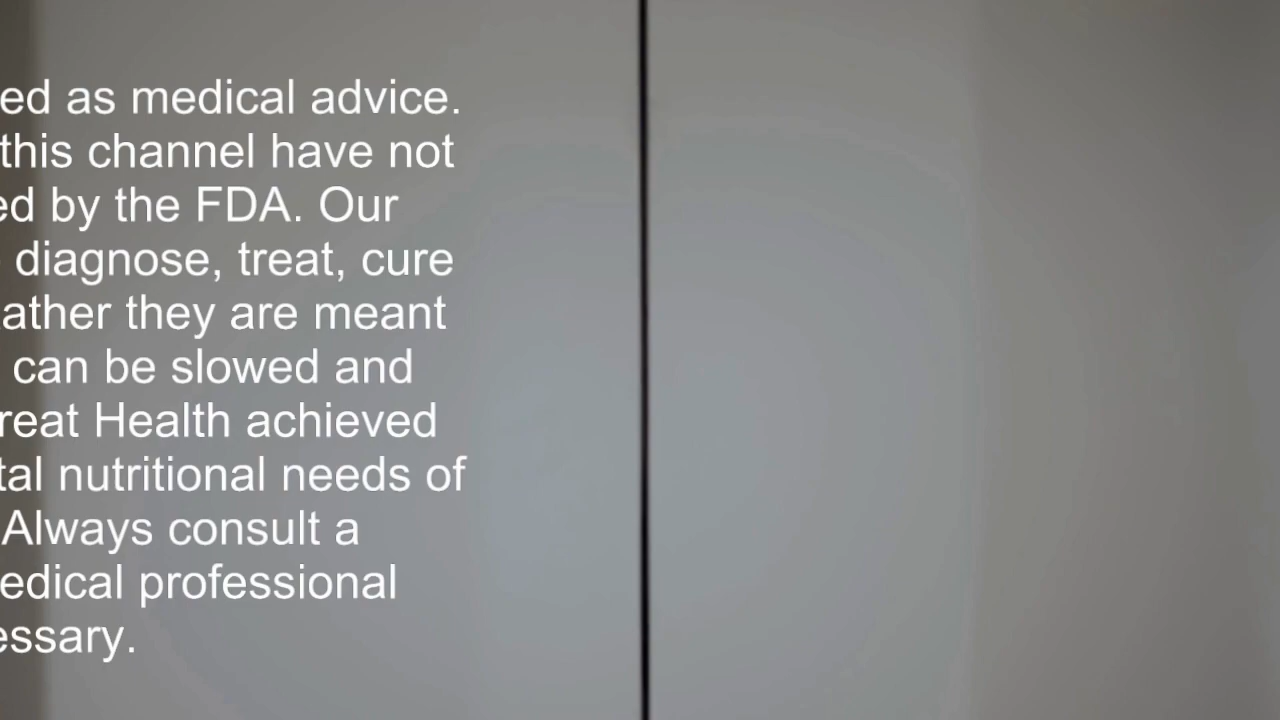 ed as medical advice.
this channel have not
ed by the FDA. Our
diagnose, treat, cure
ather they are meant
can be slowed and
reat Health achieved
tal nutritional needs of
Always consult a
edical professional
essary.